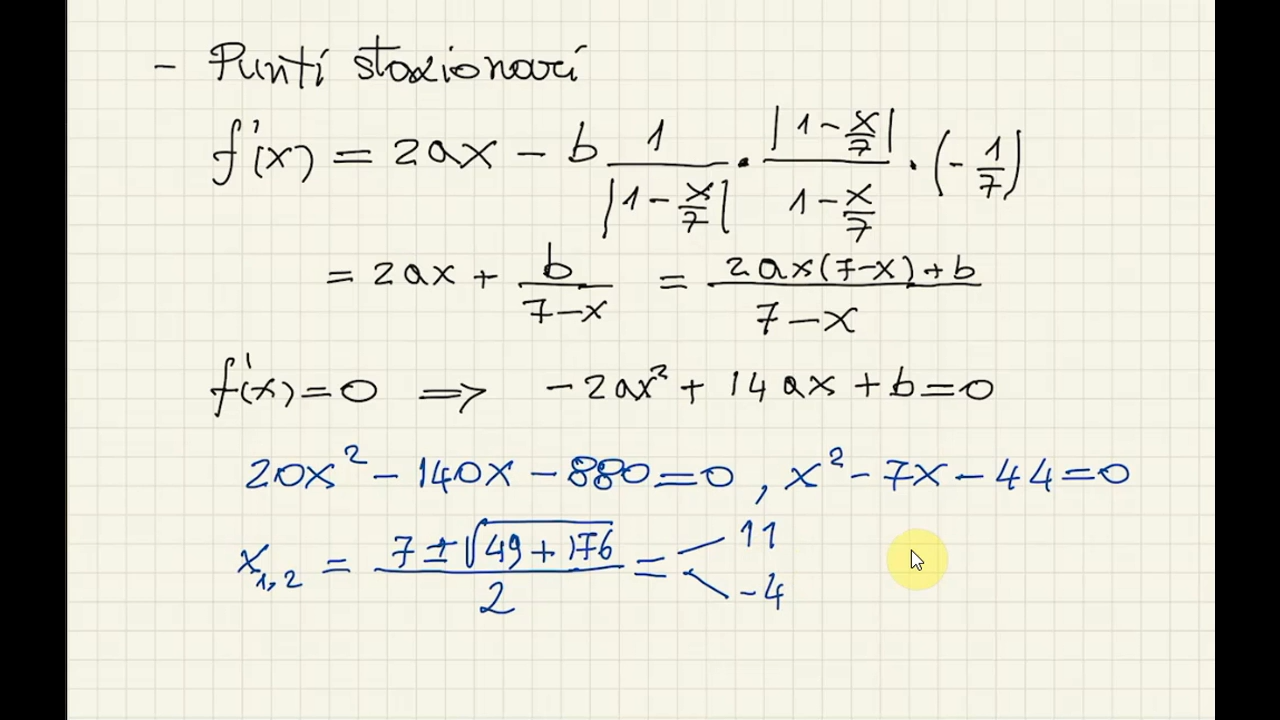 - Punti stazionari
f'(x) = 2ax - b 1/|1 - x/7| · |1 - x/7|/(1 - x/7) · (- 1/7)
= 2ax + b/(7-x) = (2ax(7-x)+b)/(7-x)
f'(x)=0 ⟹ -2ax² + 14ax + b=0
20x² - 140x - 880=0, x² - 7x - 44=0
x₁,₂ = (7 ± √(49+176))/2 = 11
-4